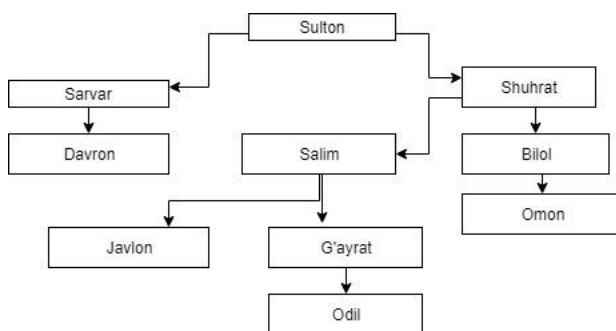 Sulton
Sarvar
Shuhrat
Davron
Salim
Bilol
Omon
Javlon
G'ayrat
Odil